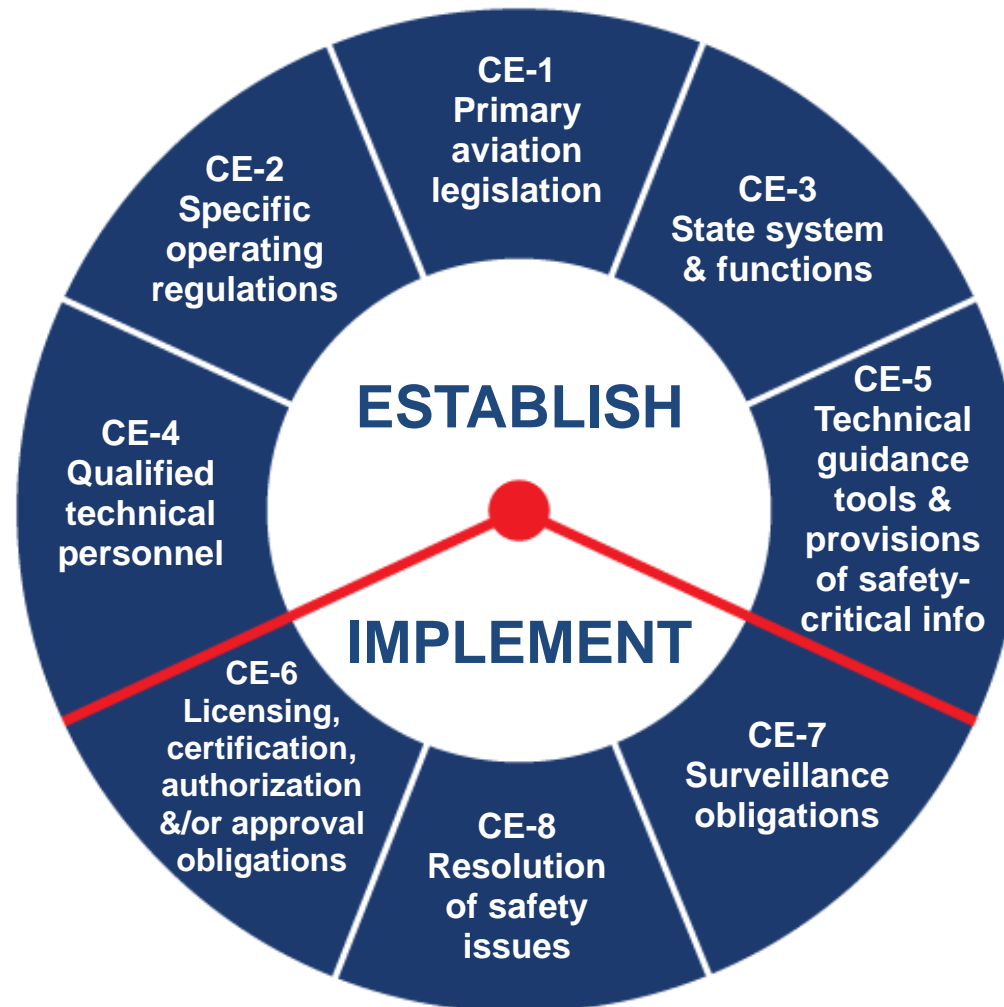 CE-1
Primary
aviation
legislation
CE-2
Specific
operating
regulations
CE-3
State system
& functions
CE-4
Qualified
technical
personnel
ESTABLISH
CE-5
Technical
guidance
tools &
provisions
of safety-
critical info
IMPLEMENT
CE-6
Licensing,
certification,
authorization
&/or approval
obligations
CE-8
Resolution
of safety
issues
CE-7
Surveillance
obligations